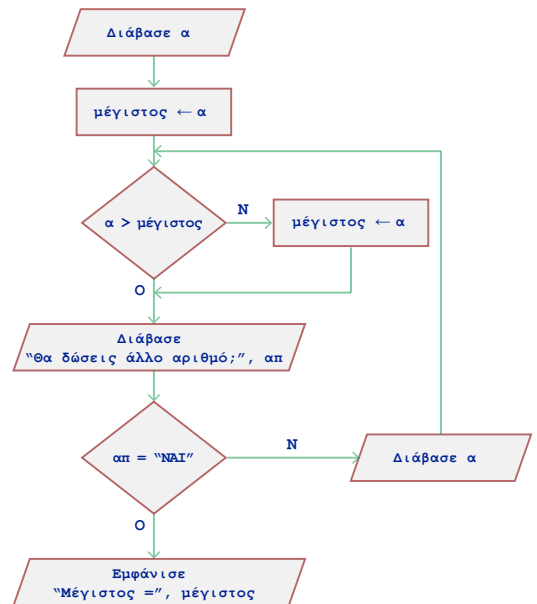 Διάβασε α
μέγιστος ← α
α > μέγιστος
Ν
μέγιστος ← α
Ο
Διάβασε
“Θα δώσεις άλλο αριθμό;”, απ
απ = “ΝΑΙ”
Ν
Διάβασε α
Ο
Εμφάνισε
“Μέγιστος =”, μέγιστος